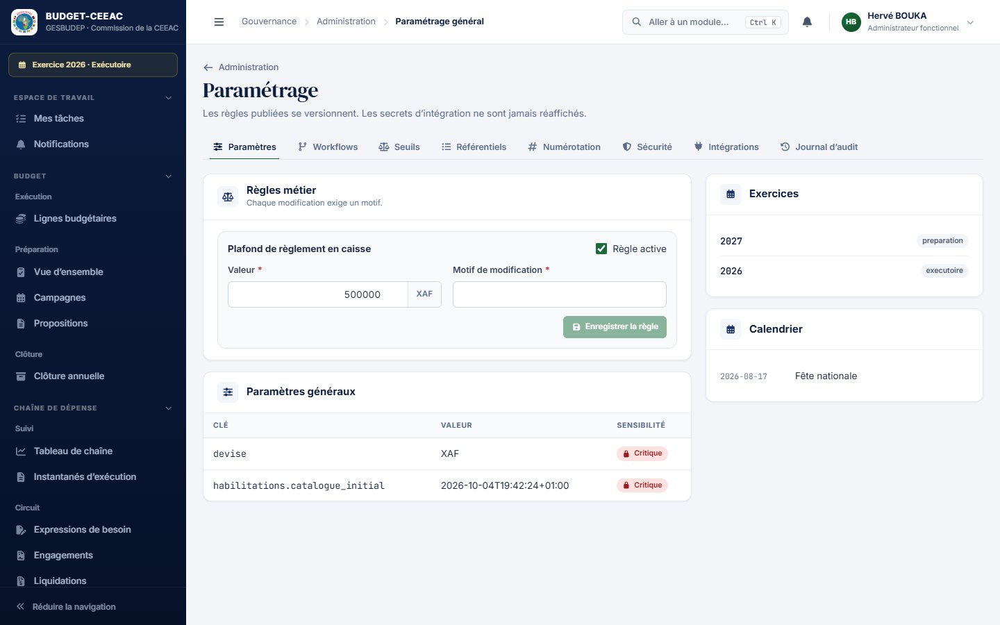 BUDGET-CEEAC
GESBUDEP · Commission de la CEEAC
Exercice 2026 · Exécutoire
ESPACE DE TRAVAIL
Mes tâches
Notifications
BUDGET
Exécution
Lignes budgétaires
Préparation
Vue d’ensemble
Campagnes
Propositions
Clôture
Clôture annuelle
CHAÎNE DE DÉPENSE
Suivi
Tableau de chaîne
Instantanés d’exécution
Circuit
Expressions de besoin
Engagements
Liquidations
Réduire la navigation
Gouvernance
Administration
Paramétrage général
Aller à un module...
Ctrl K
HB
Hervé BOUKA
Administrateur fonctionnel
Administration
Paramétrage
Les règles publiées se versionnent. Les secrets d’intégration ne sont jamais réaffichés.
Paramètres
Workflows
Seuils
Référentiels
Numérotation
Sécurité
Intégrations
Journal d’audit
Règles métier
Chaque modification exige un motif.
Plafond de règlement en caisse
Règle active
Valeur *
Motif de modification *
500000
XAF
Enregistrer la règle
Paramètres généraux
CLÉ VALEUR SENSIBILITÉ
devise XAF Critique
habilitations.catalogue_initial 2026-10-04T19:42:24+01:00 Critique
Exercices
2027 preparation
2026 executoire
Calendrier
2026-08-17 Fête nationale